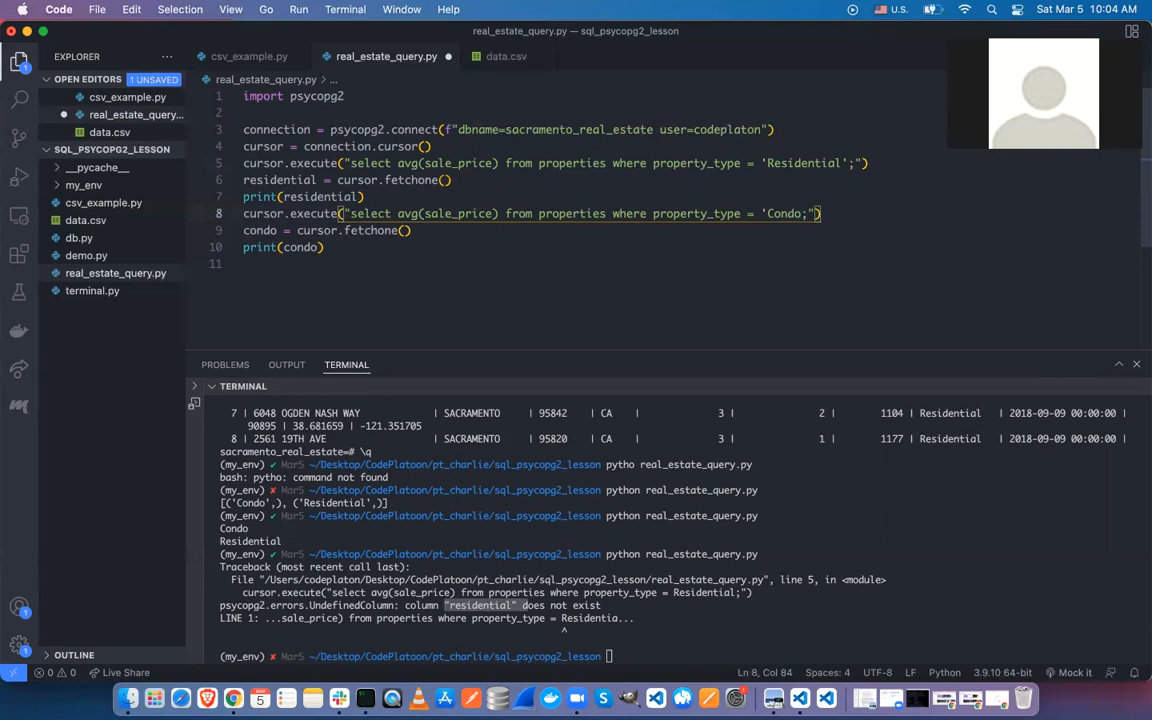 Code File Edit Selection View Go Run Terminal Window Help U.S. Sat Mar 5 10:04 AM
real_estate_query.py — sql_psycopg2_lesson
EXPLORER
csv_example.py real_estate_query.py data.csv
OPEN EDITORS 1 UNSAVED
csv_example.py
real_estate_query...
data.csv
SQL_PSYCOPG2_LESSON
__pycache__
my_env
csv_example.py
data.csv
db.py
demo.py
real_estate_query.py
terminal.py
OUTLINE
real_estate_query.py > ...
1 import psycopg2
2
3 connection = psycopg2.connect(f"dbname=sacramento_real_estate user=codeplaton")
4 cursor = connection.cursor()
5 cursor.execute("select avg(sale_price) from properties where property_type = 'Residential';")
6 residential = cursor.fetchone()
7 print(residential)
8 cursor.execute("select avg(sale_price) from properties where property_type = 'Condo;")
9 condo = cursor.fetchone()
10 print(condo)
11
PROBLEMS OUTPUT TERMINAL
TERMINAL
7 | 6048 OGDEN NASH WAY | SACRAMENTO | 95842 | CA | 3 | 2 | 1104 | Residential | 2018-09-09 00:00:00 |
90895 | 38.681659 | -121.351705
8 | 2561 19TH AVE | SACRAMENTO | 95820 | CA | 3 | 1 | 1177 | Residential | 2018-09-09 00:00:00 |
sacramento_real_estate=# \q
(my_env) ✔ Mar5 ~/Desktop/CodePlatoon/pt_charlie/sql_psycopg2_lesson pytho real_estate_query.py
bash: pytho: command not found
(my_env) ✘ Mar5 ~/Desktop/CodePlatoon/pt_charlie/sql_psycopg2_lesson python real_estate_query.py
[('Condo',), ('Residential',)]
(my_env) ✔ Mar5 ~/Desktop/CodePlatoon/pt_charlie/sql_psycopg2_lesson python real_estate_query.py
Condo
Residential
(my_env) ✔ Mar5 ~/Desktop/CodePlatoon/pt_charlie/sql_psycopg2_lesson python real_estate_query.py
Traceback (most recent call last):
File "/Users/codeplaton/Desktop/CodePlatoon/pt_charlie/sql_psycopg2_lesson/real_estate_query.py", line 5, in <module>
cursor.execute("select avg(sale_price) from properties where property_type = Residential;")
psycopg2.errors.UndefinedColumn: column "residential" does not exist
LINE 1: ...sale_price) from properties where property_type = Residentia...
^
(my_env) ✘ Mar5 ~/Desktop/CodePlatoon/pt_charlie/sql_psycopg2_lesson
0 0 Live Share Ln 8, Col 84 Spaces: 4 UTF-8 LF Python 3.9.10 64-bit Mock it